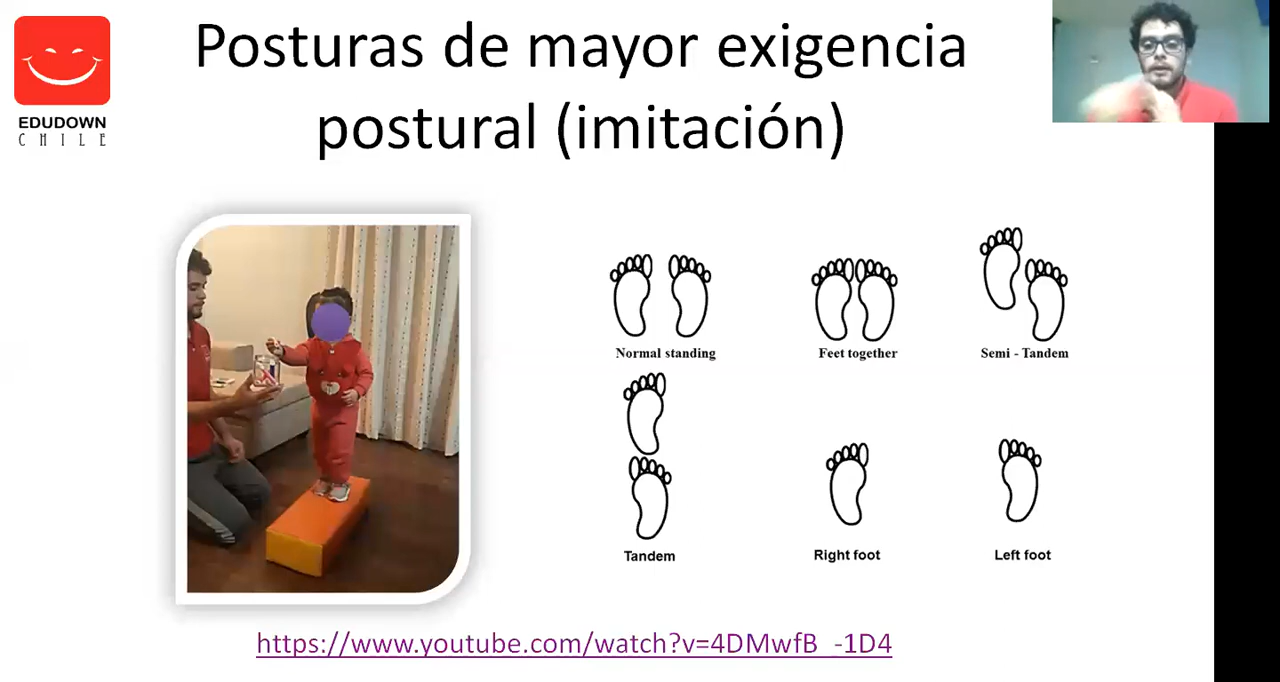 Posturas de mayor exigencia
postural (imitación)
EDUDOWN
CHILE
Normal standing
Feet together
Semi - Tandem
Tandem
Right foot
Left foot
https://www.youtube.com/watch?v=4DMwfB_-1D4